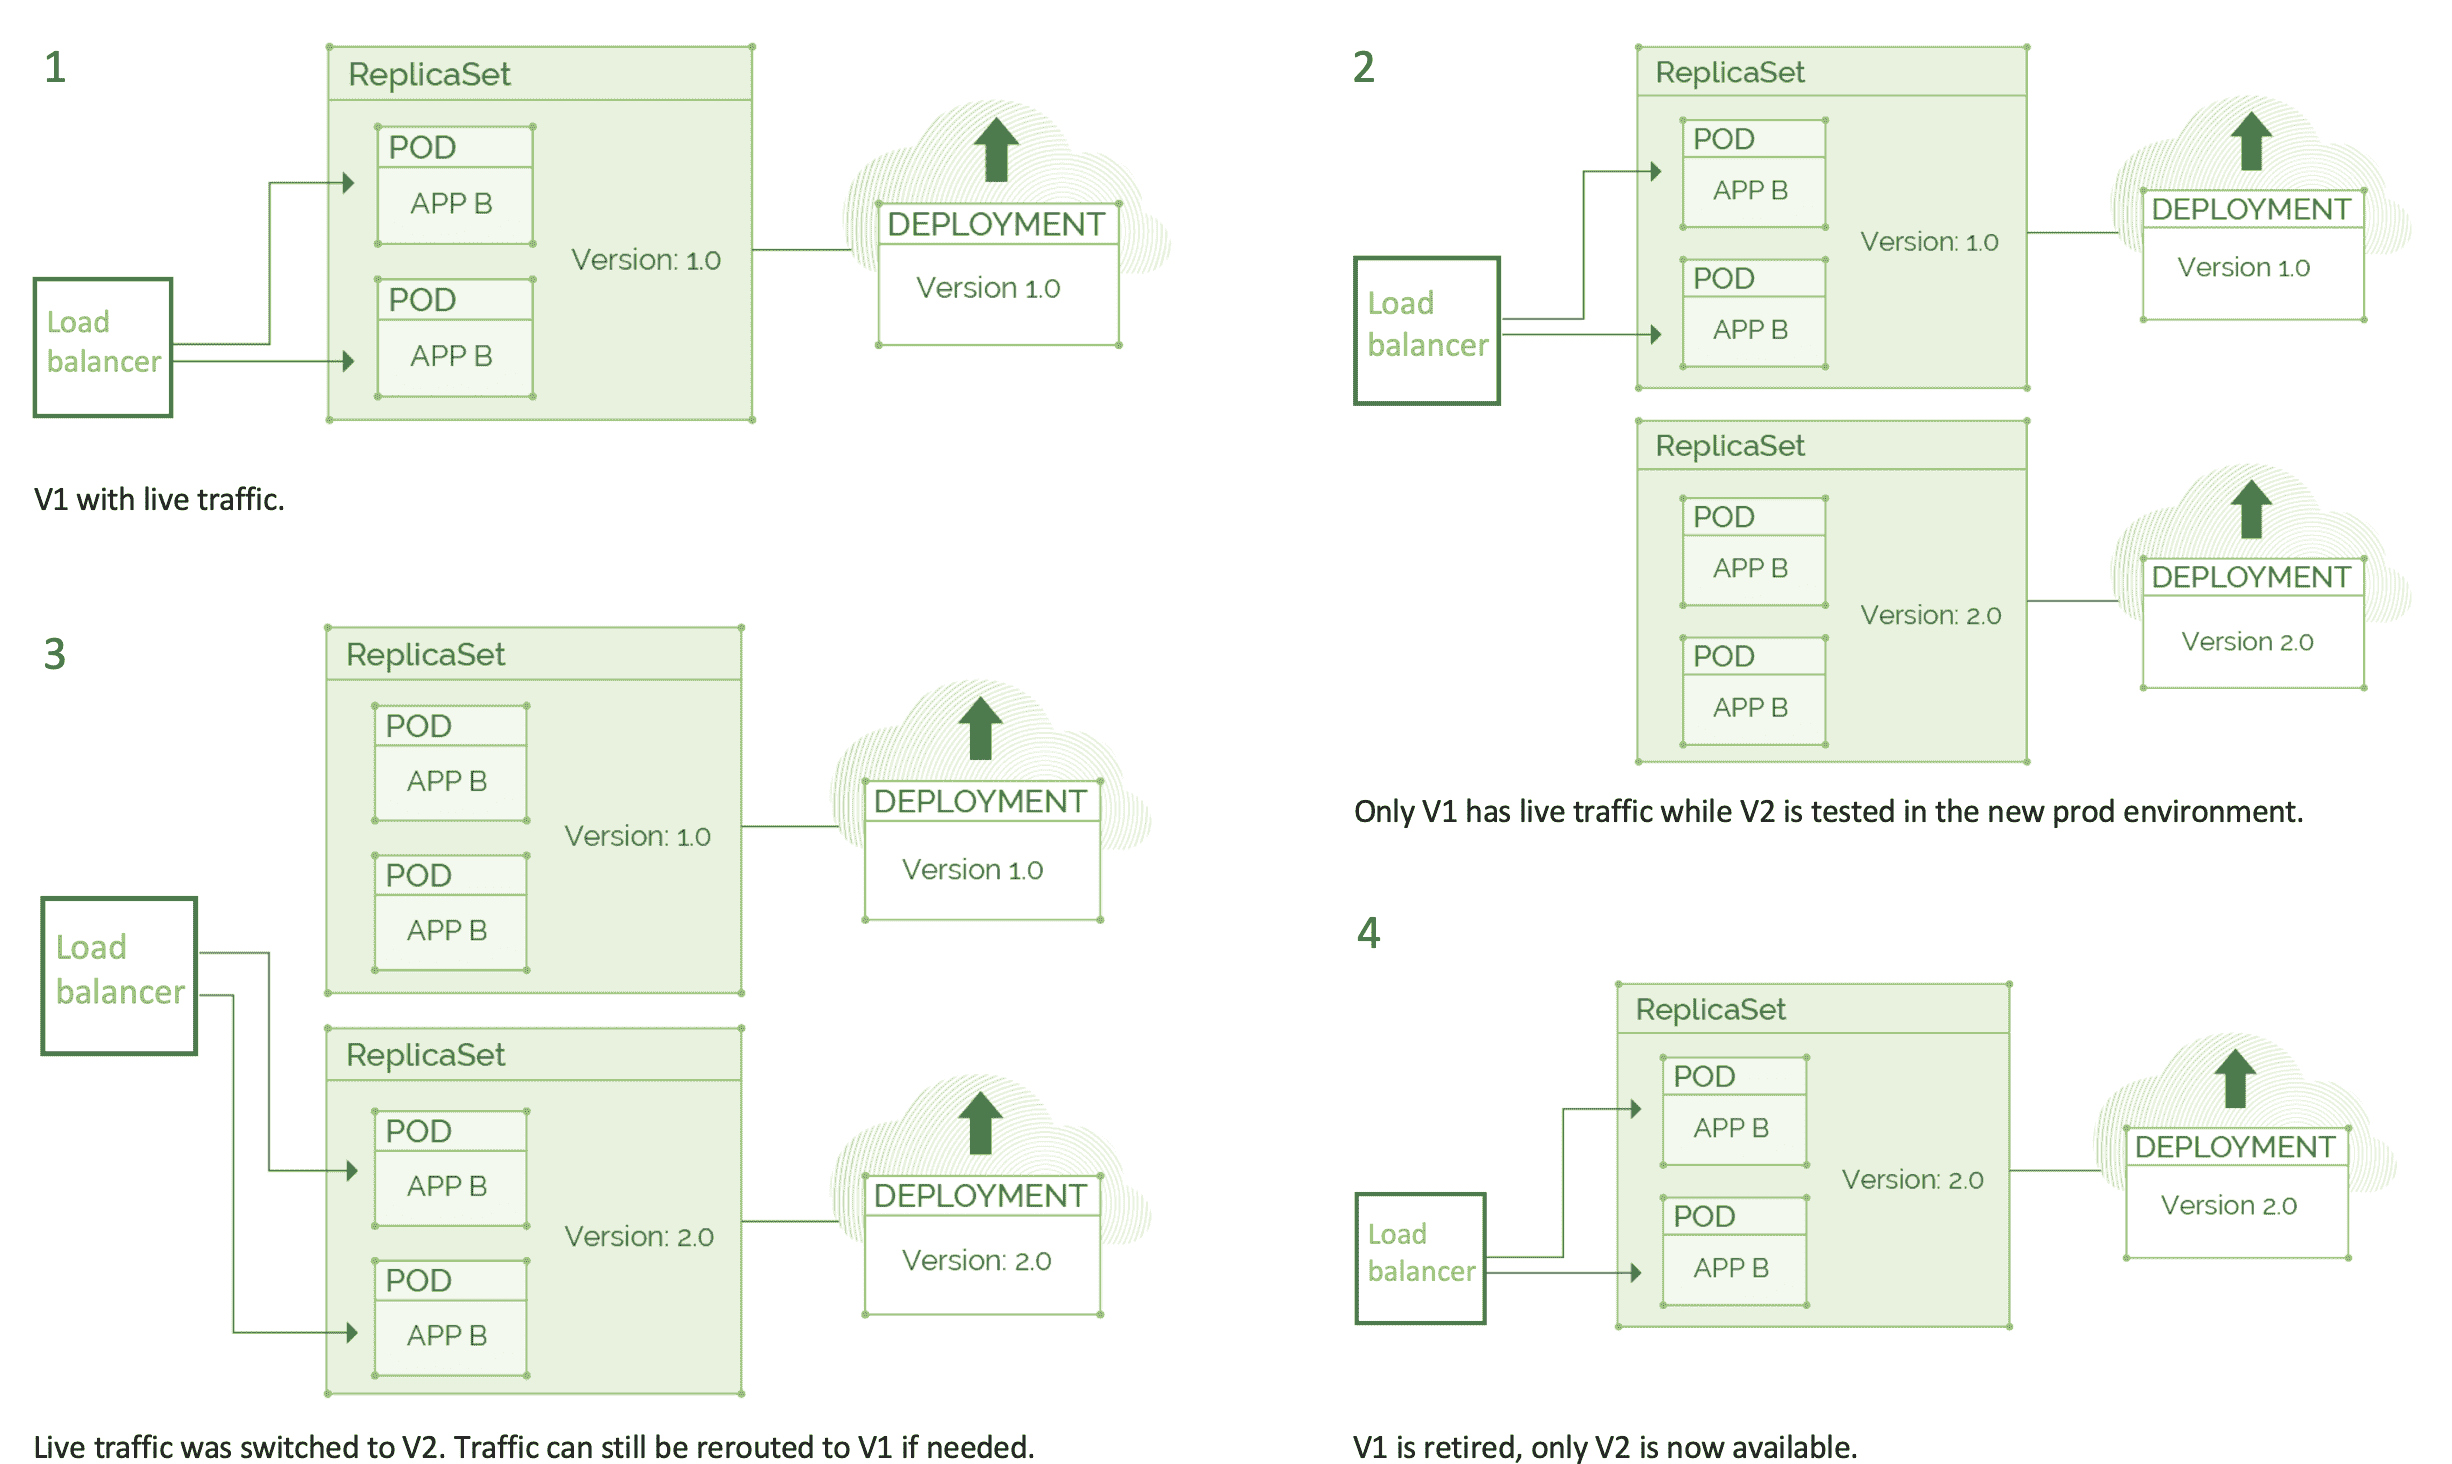 1
ReplicaSet
POD
APP B
Version: 1.0
POD
APP B
Load
balancer
DEPLOYMENT
Version 1.0
V1 with live traffic.
2
ReplicaSet
POD
APP B
Version: 1.0
POD
APP B
Load
balancer
DEPLOYMENT
Version 1.0
ReplicaSet
POD
APP B
Version: 2.0
POD
APP B
DEPLOYMENT
Version 2.0
Only V1 has live traffic while V2 is tested in the new prod environment.
3
ReplicaSet
POD
APP B
Version: 1.0
POD
APP B
DEPLOYMENT
Version 1.0
Load
balancer
ReplicaSet
POD
APP B
Version: 2.0
POD
APP B
DEPLOYMENT
Version: 2.0
Live traffic was switched to V2. Traffic can still be rerouted to V1 if needed.
4
ReplicaSet
POD
APP B
Version: 2.0
POD
APP B
Load
balancer
DEPLOYMENT
Version 2.0
V1 is retired, only V2 is now available.